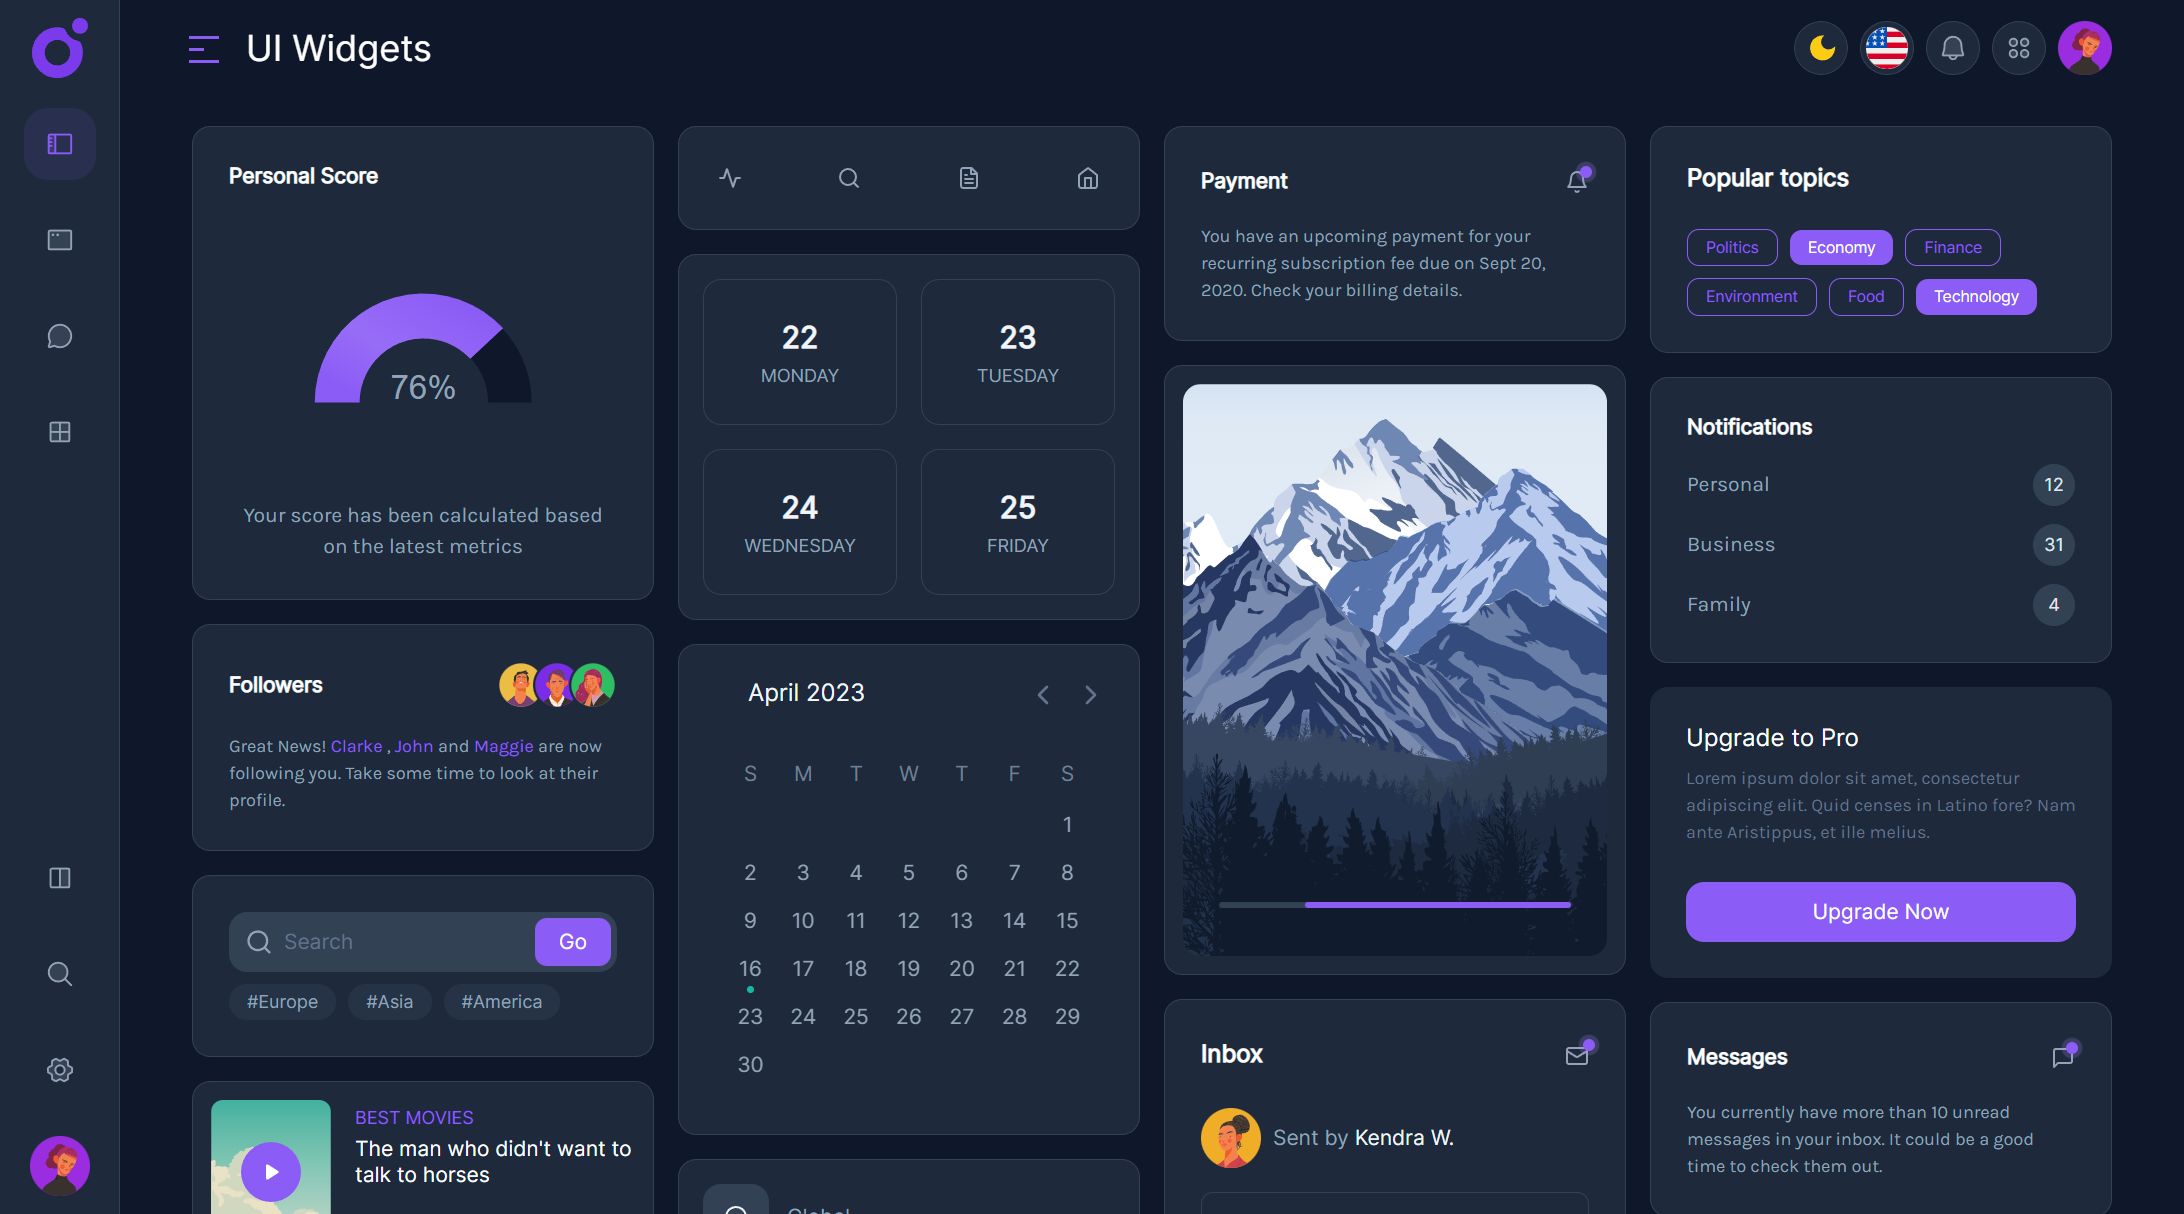 UI Widgets
Personal Score
76%
Your score has been calculated based
on the latest metrics
Followers
Great News! Clarke , John and Maggie are now
following you. Take some time to look at their
profile.
Search
Go
#Europe
#Asia
#America
BEST MOVIES
The man who didn't want to
talk to horses
22
MONDAY
23
TUESDAY
24
WEDNESDAY
25
FRIDAY
April 2023
S M T W T F S
1
2 3 4 5 6 7 8
9 10 11 12 13 14 15
16 17 18 19 20 21 22
23 24 25 26 27 28 29
30
Global
Payment
You have an upcoming payment for your
recurring subscription fee due on Sept 20,
2020. Check your billing details.
Inbox
Sent by Kendra W.
Popular topics
Politics Economy Finance
Environment Food Technology
Notifications
Personal 12
Business 31
Family 4
Upgrade to Pro
Lorem ipsum dolor sit amet, consectetur
adipiscing elit. Quid censes in Latino fore? Nam
ante Aristippus, et ille melius.
Upgrade Now
Messages
You currently have more than 10 unread
messages in your inbox. It could be a good
time to check them out.